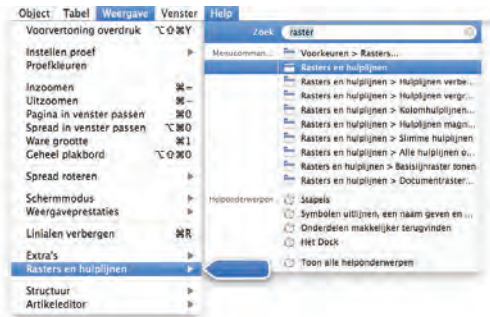 Object Tabel Weergave Venster Help
Voorvertoning overdruk ⌥⇧⌘Y
Instellen proef
Proefkleuren
Inzoomen ⌘=
Uitzoomen ⌘-
Pagina in venster passen ⌘0
Spread in venster passen ⌥⌘0
Ware grootte ⌘1
Geheel plakbord ⌥⇧⌘0
Spread roteren
Schermmodus
Weergaveprestaties
Linialen verbergen ⌘R
Extra's
Rasters en hulplijnen
Structuur
Artikeleditor
Zoek raster
Menucomman... Voorkeuren > Rasters...
Rasters en hulplijnen
Rasters en hulplijnen > Hulplijnen verbe...
Rasters en hulplijnen > Hulplijnen vergr...
Rasters en hulplijnen > Kolomhulplijnen...
Rasters en hulplijnen > Hulplijnen magn...
Rasters en hulplijnen > Slimme hulplijnen
Rasters en hulplijnen > Alle hulplijnen o...
Rasters en hulplijnen > Basislijnraster tonen
Rasters en hulplijnen > Documentraster...
Helponderwerpen Stapels
Symbolen uitlijnen, een naam geven en ...
Onderdelen makkelijker terugvinden
Het Dock
Toon alle helponderwerpen